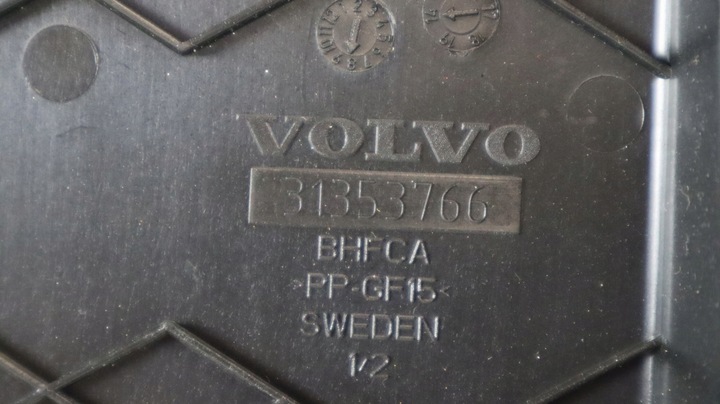 VOLVO
31353766
BHFCA
>PP-GF15<
SWEDEN
1/2